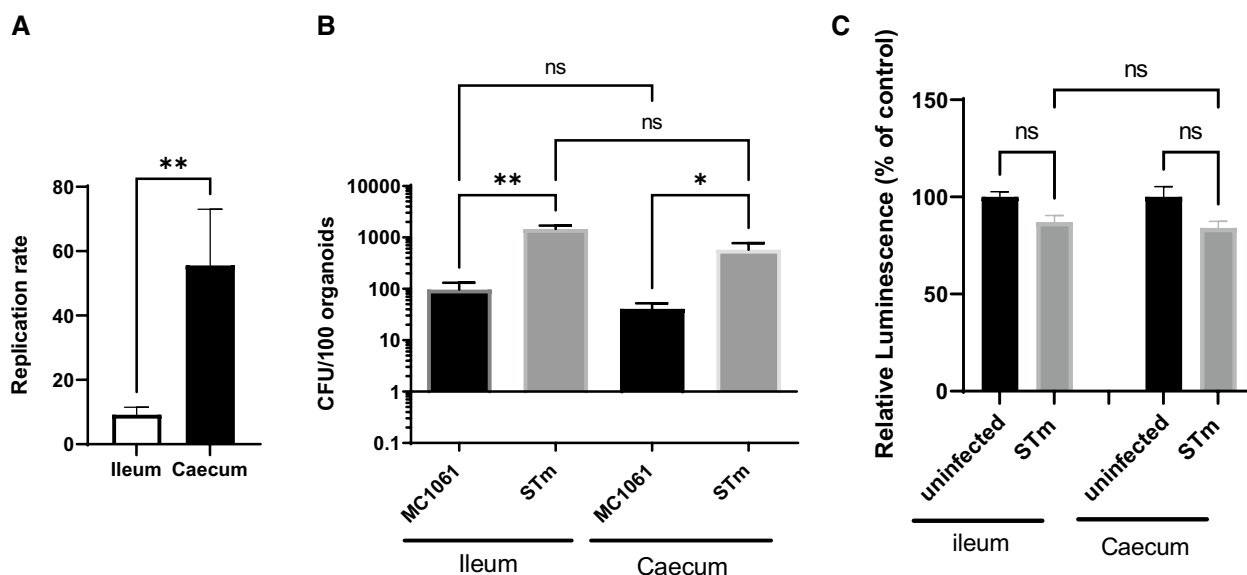 A
Replication rate
80
60
40
20
0
**
Ileum
Caecum
B
CFU/100 organoids
10000
1000
100
10
1
0.1
ns
ns
**
*
MC1061
STm
MC1061
STm
Ileum
Caecum
C
Relative Luminescence (% of control)
150
100
50
0
ns
ns
ns
uninfected
STm
uninfected
STm
ileum
Caecum